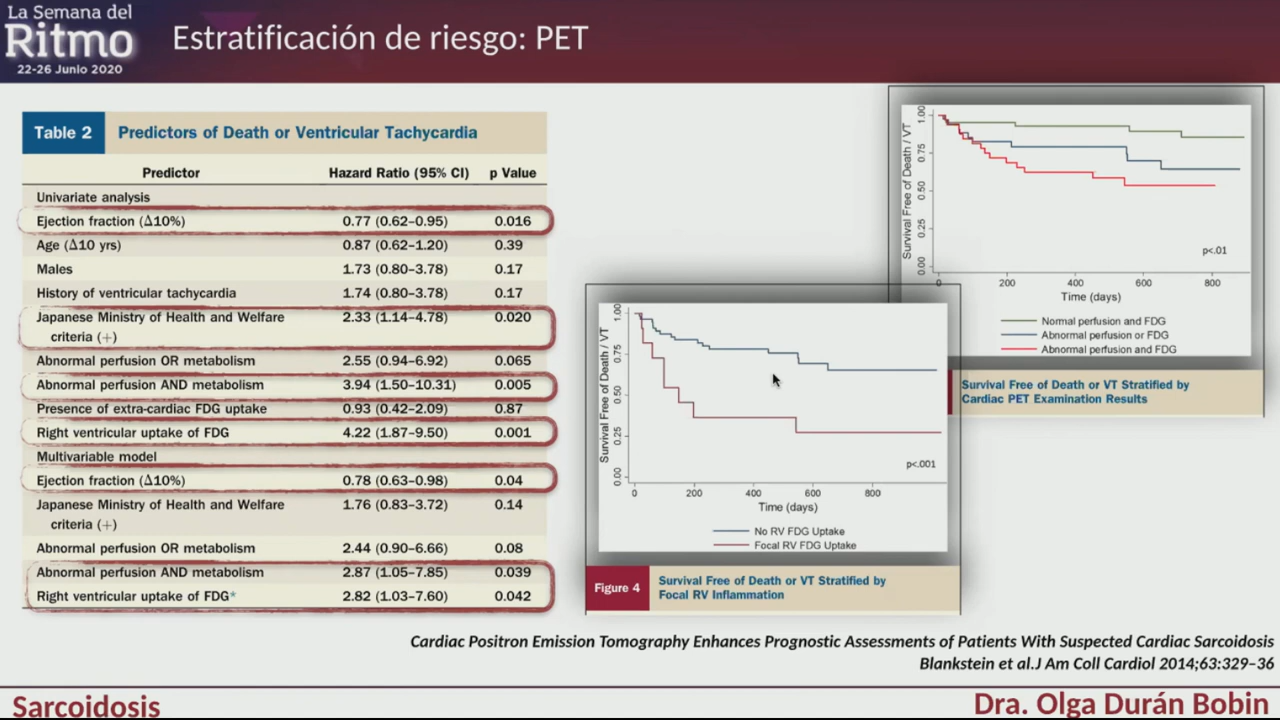 La Semana del
Ritmo
22-26 Junio 2020
Estratificación de riesgo: PET
Table 2 Predictors of Death or Ventricular Tachycardia
Predictor Hazard Ratio (95% CI) p Value
Univariate analysis
Ejection fraction (Δ10%) 0.77 (0.62–0.95) 0.016
Age (Δ10 yrs) 0.87 (0.62–1.20) 0.39
Males 1.73 (0.80–3.78) 0.17
History of ventricular tachycardia 1.74 (0.80–3.78) 0.17
Japanese Ministry of Health and Welfare 2.33 (1.14–4.78) 0.020
criteria (+)
Abnormal perfusion OR metabolism 2.55 (0.94–6.92) 0.065
Abnormal perfusion AND metabolism 3.94 (1.50–10.31) 0.005
Presence of extra-cardiac FDG uptake 0.93 (0.42–2.09) 0.87
Right ventricular uptake of FDG 4.22 (1.87–9.50) 0.001
Multivariable model
Ejection fraction (Δ10%) 0.78 (0.63–0.98) 0.04
Japanese Ministry of Health and Welfare 1.76 (0.83–3.72) 0.14
criteria (+)
Abnormal perfusion OR metabolism 2.44 (0.90–6.66) 0.08
Abnormal perfusion AND metabolism 2.87 (1.05–7.85) 0.039
Right ventricular uptake of FDG* 2.82 (1.03–7.60) 0.042
Survival Free of Death / VT
1.00
0.75
0.50
0.25
0.00
p<.001
0 200 400 600 800
Time (days)
No RV FDG Uptake
Focal RV FDG Uptake
Figure 4
Survival Free of Death or VT Stratified by
Focal RV Inflammation
Survival Free of Death / VT
1.00
0.75
0.50
0.25
0.00
p<.01
0 200 400 600 800
Time (days)
Normal perfusion and FDG
Abnormal perfusion or FDG
Abnormal perfusion and FDG
Survival Free of Death or VT Stratified by
Cardiac PET Examination Results
Cardiac Positron Emission Tomography Enhances Prognostic Assessments of Patients With Suspected Cardiac Sarcoidosis
Blankstein et al.J Am Coll Cardiol 2014;63:329–36
Sarcoidosis
Dra. Olga Durán Bobin